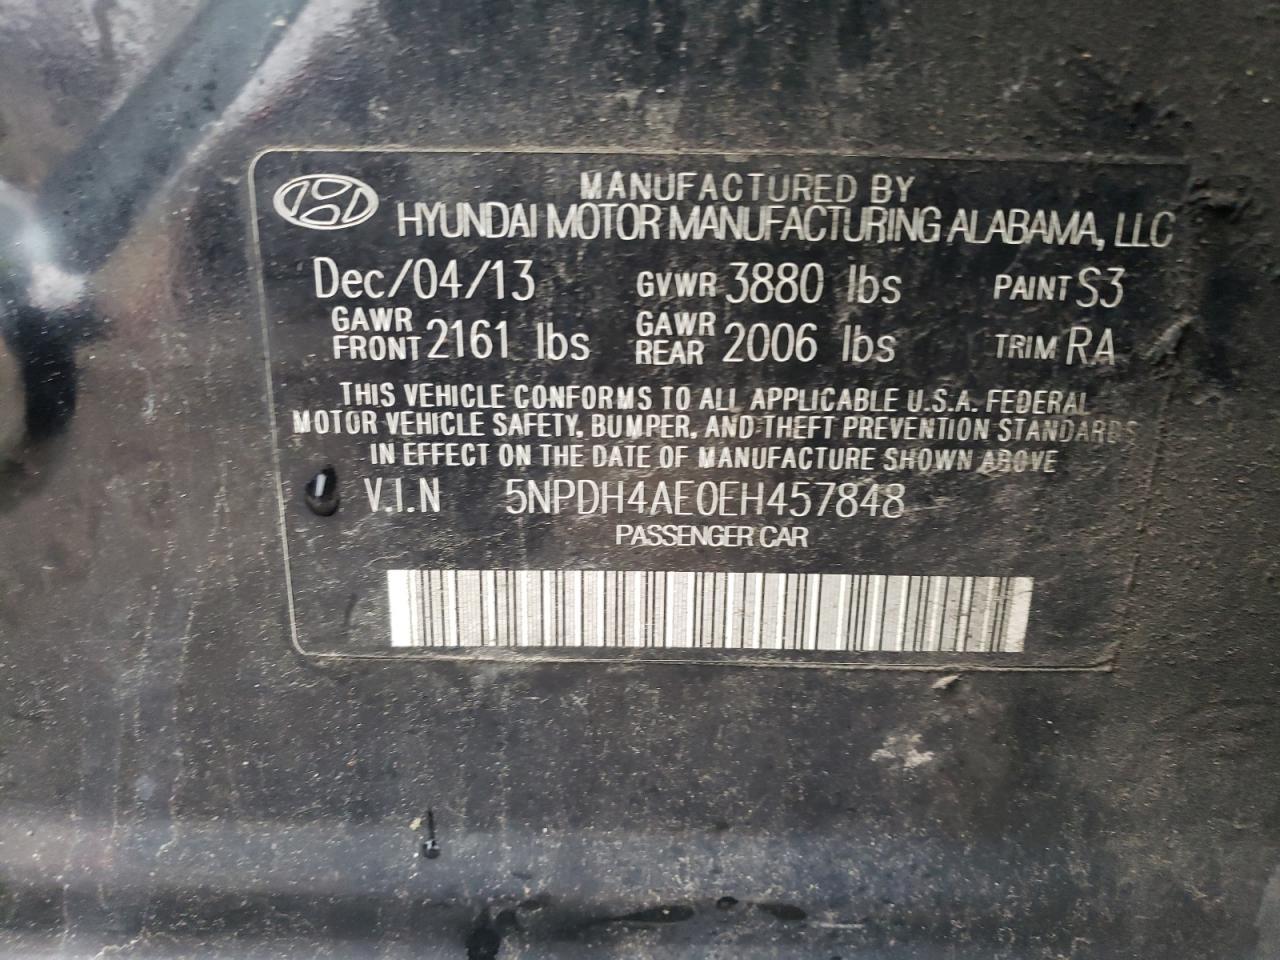 MANUFACTURED BY
HYUNDAI MOTOR MANUFACTURING ALABAMA, LLC
Dec/04/13 GVWR 3880 lbs PAINT S3
GAWR FRONT 2161 lbs GAWR REAR 2006 lbs TRIM RA
THIS VEHICLE CONFORMS TO ALL APPLICABLE U.S.A. FEDERAL
MOTOR VEHICLE SAFETY, BUMPER, AND THEFT PREVENTION STANDARDS
IN EFFECT ON THE DATE OF MANUFACTURE SHOWN ABOVE
V.I.N 5NPDH4AE0EH457848
PASSENGER CAR